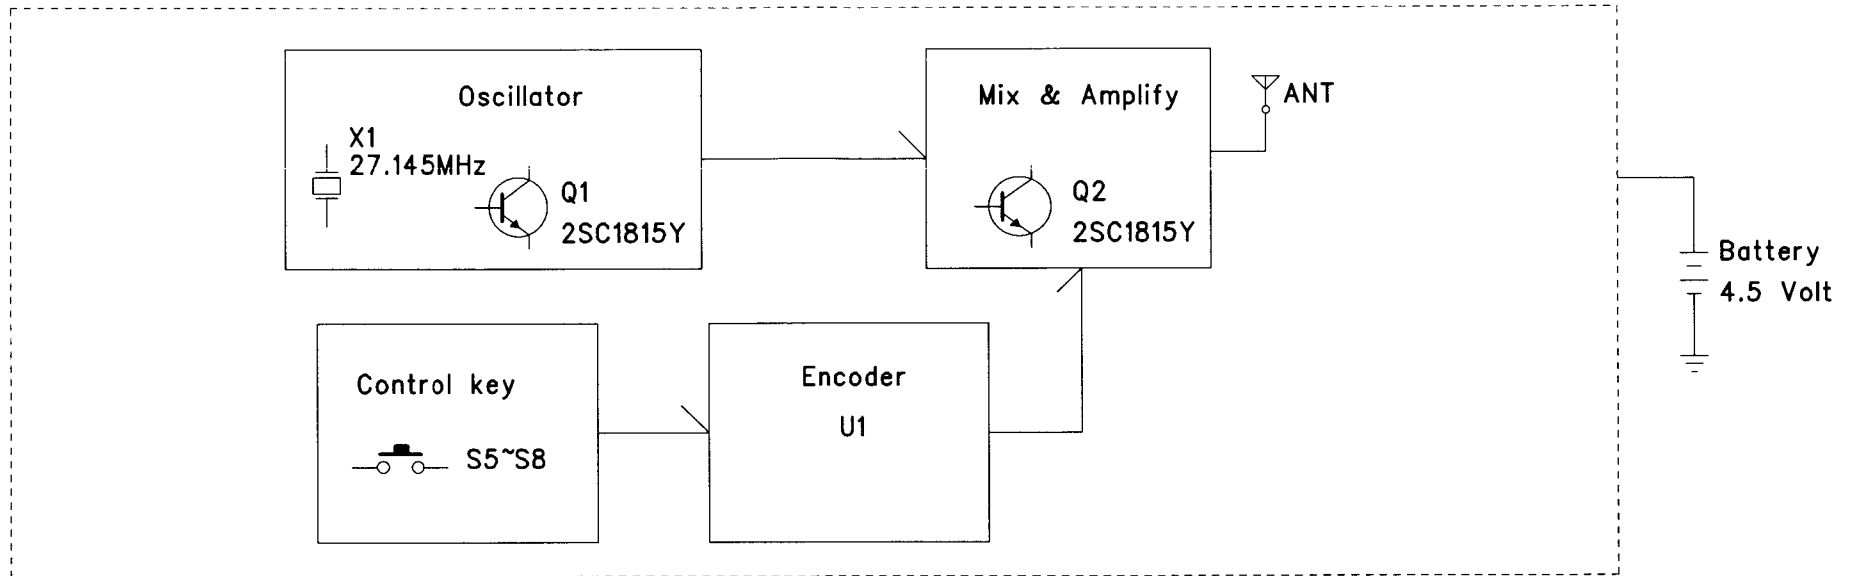 Oscillator
X1
27.145MHz
Q1
2SC1815Y
Mix & Amplify
Q2
2SC1815Y
ANT
Battery
4.5 Volt
Control key
S5~S8
Encoder
U1